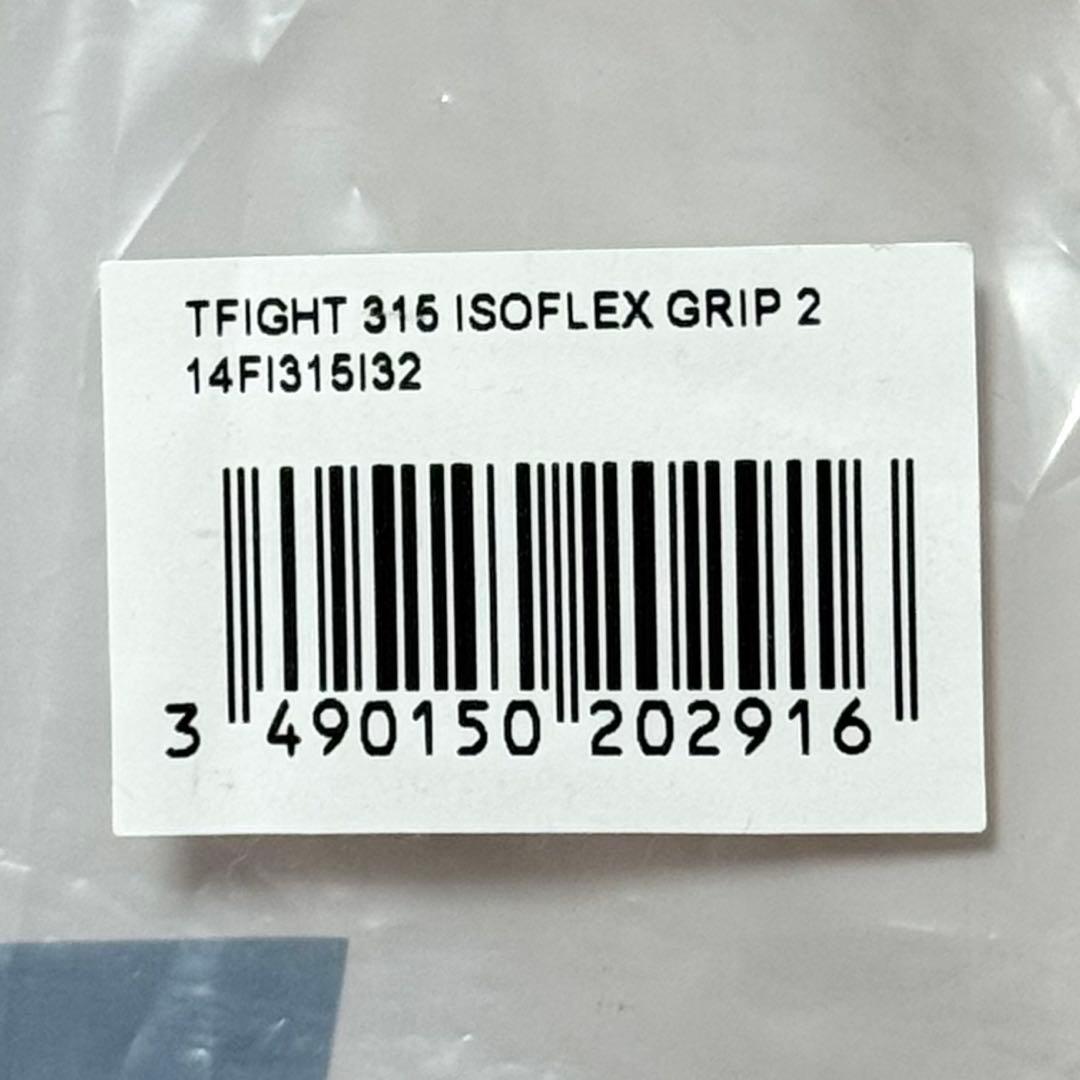 TFIGHT 315 ISOFLEX GRIP 2
14FI315I32
3 490150 202916